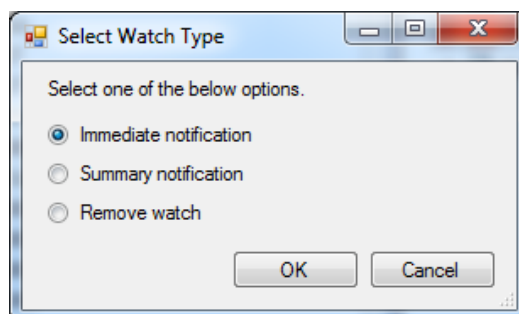 Select Watch Type
Select one of the below options.
Immediate notification
Summary notification
Remove watch
OK
Cancel